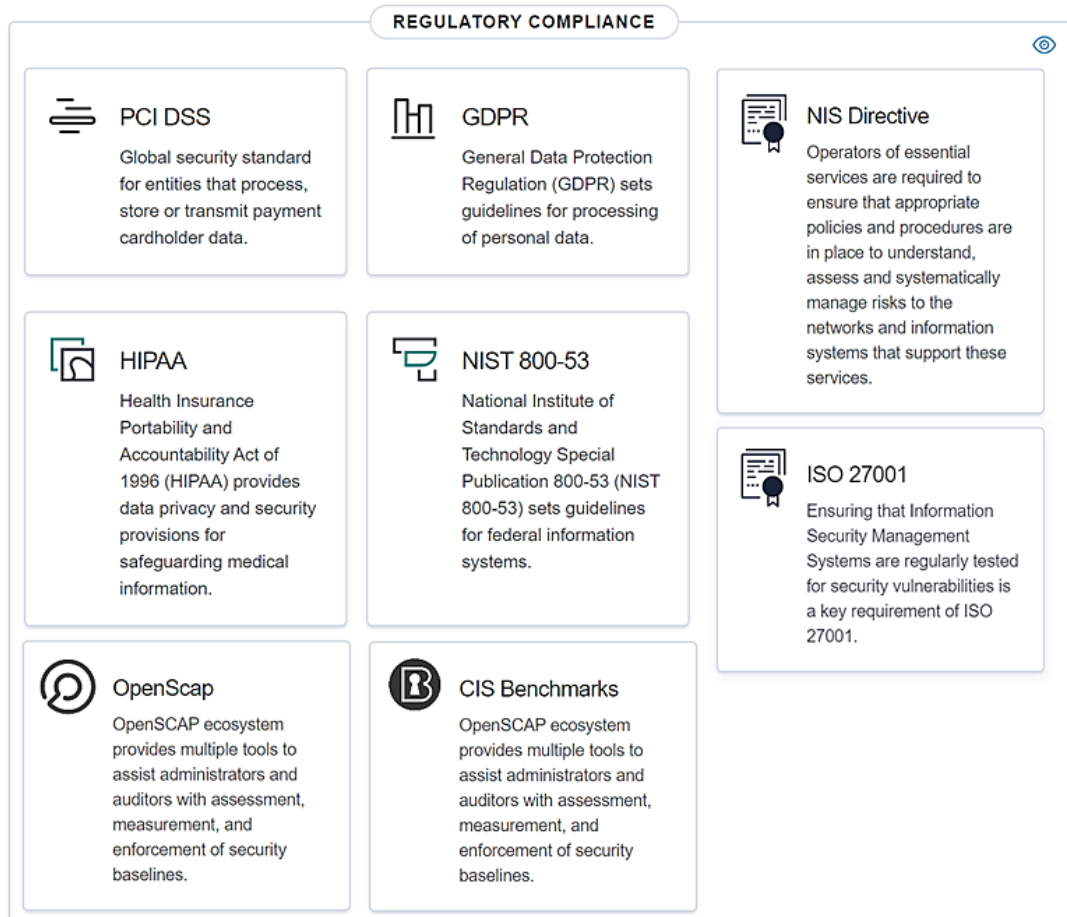 REGULATORY COMPLIANCE
PCI DSS
Global security standard
for entities that process,
store or transmit payment
cardholder data.
GDPR
General Data Protection
Regulation (GDPR) sets
guidelines for processing
of personal data.
NIS Directive
Operators of essential
services are required to
ensure that appropriate
policies and procedures are
in place to understand,
assess and systematically
manage risks to the
networks and information
systems that support these
services.
HIPAA
Health Insurance
Portability and
Accountability Act of
1996 (HIPAA) provides
data privacy and security
provisions for
safeguarding medical
information.
NIST 800-53
National Institute of
Standards and
Technology Special
Publication 800-53 (NIST
800-53) sets guidelines
for federal information
systems.
ISO 27001
Ensuring that Information
Security Management
Systems are regularly tested
for security vulnerabilities is
a key requirement of ISO
27001.
OpenScap
OpenSCAP ecosystem
provides multiple tools to
assist administrators and
auditors with assessment,
measurement, and
enforcement of security
baselines.
CIS Benchmarks
OpenSCAP ecosystem
provides multiple tools to
assist administrators and
auditors with assessment,
measurement, and
enforcement of security
baselines.